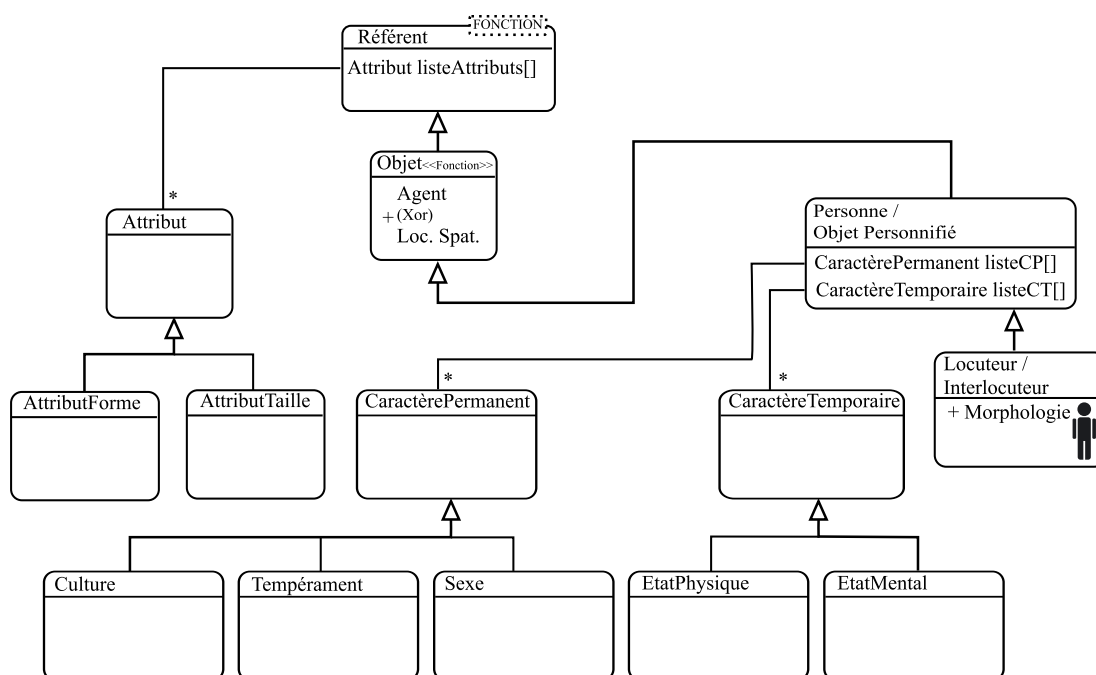 FONCTION
Référent
Attribut listeAttributs[]
Objet<<Fonction>>
Agent
+ (Xor)
Loc. Spat.
*
Attribut
Personne /
Objet Personnifié
CaractèrePermanent listeCP[]
CaractèreTemporaire listeCT[]
Locuteur /
Interlocuteur
+ Morphologie
AttributForme
AttributTaille
*
CaractèrePermanent
*
CaractèreTemporaire
Culture
Tempérament
Sexe
EtatPhysique
EtatMental